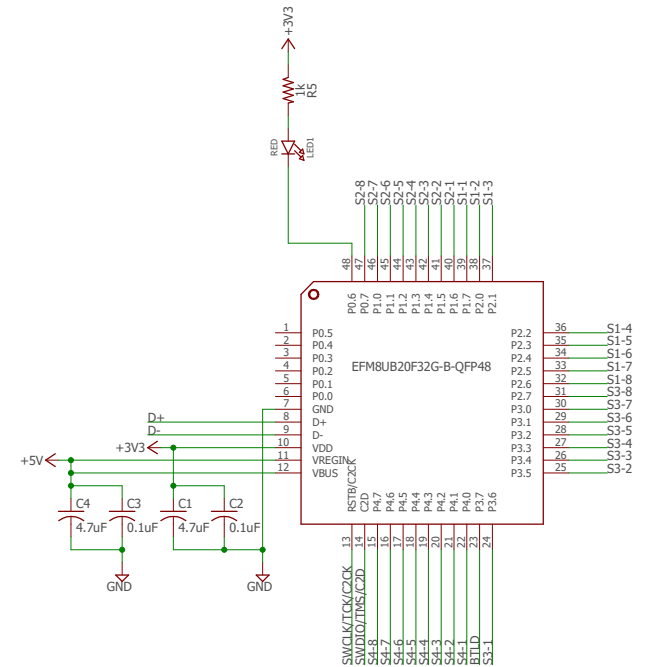 +3V3
1k
R5
RED
LED1
S2-8
S2-7
S2-6
S2-5
S2-4
S2-3
S2-2
S2-1
S1-1
S1-2
S1-3
48
47
46
45
44
43
42
41
40
39
38
37
P0.6
P0.7
P1.0
P1.1
P1.2
P1.3
P1.4
P1.5
P1.6
P1.7
P2.0
P2.1
1 P0.5
2 P0.4
3 P0.3
4 P0.2
5 P0.1
6 P0.0
7 GND
D+ 8 D+
D- 9 D-
+3V3 10 VDD
+5V 11 VREGIN
12 VBUS
EFM8UB20F32G-B-QFP48
P2.2 36 S1-4
P2.3 35 S1-5
P2.4 34 S1-6
P2.5 33 S1-7
P2.6 32 S1-8
P2.7 31 S3-8
P3.0 30 S3-7
P3.1 29 S3-6
P3.2 28 S3-5
P3.3 27 S3-4
P3.4 26 S3-3
P3.5 25 S3-2
RSTB/C2CK
C2D
P4.7
P4.6
P4.5
P4.4
P4.3
P4.2
P4.1
P4.0
P3.7
P3.6
13
14
15
16
17
18
19
20
21
22
23
24
SWCLK/TCK/C2CK
SWDIO/TMS/C2D
S4-8
S4-7
S4-6
S4-5
S4-4
S4-3
S4-2
S4-1
BTLD
S3-1
C4 C3 C1 C2
4.7uF 0.1uF 4.7uF 0.1uF
GND GND